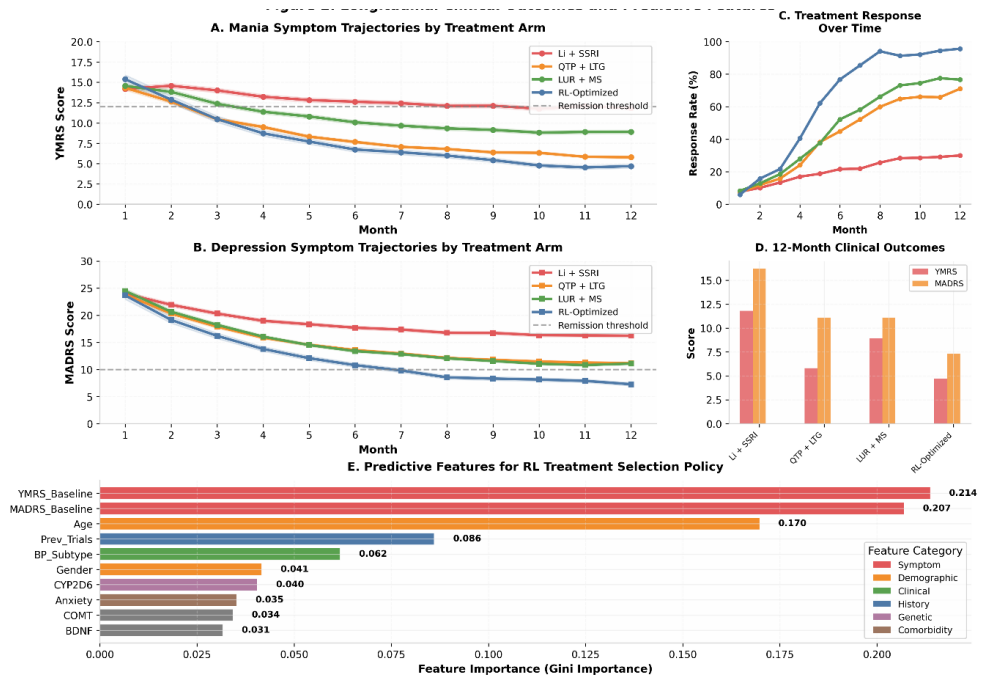 A. Mania Symptom Trajectories by Treatment Arm
20.0
17.5
15.0
12.5
10.0
7.5
5.0
2.5
0.0
YMRS Score
Li + SSRI
QTP + LTG
LUR + MS
RL-Optimized
Remission threshold
1 2 3 4 5 6 7 8 9 10 11 12
Month
C. Treatment Response
Over Time
100
80
60
40
20
0
Response Rate (%)
2 4 6 8 10 12
Month
B. Depression Symptom Trajectories by Treatment Arm
30
25
20
15
10
5
0
MADRS Score
Li + SSRI
QTP + LTG
LUR + MS
RL-Optimized
Remission threshold
1 2 3 4 5 6 7 8 9 10 11 12
Month
D. 12-Month Clinical Outcomes
15.0
12.5
10.0
7.5
5.0
2.5
0.0
Score
YMRS
MADRS
Li + SSRI
QTP + LTG
LUR + MS
RL-Optimized
E. Predictive Features for RL Treatment Selection Policy
YMRS_Baseline 0.214
MADRS_Baseline 0.207
Age 0.170
Prev_Trials 0.086
BP_Subtype 0.062
Gender 0.041
CYP2D6 0.040
Anxiety 0.035
COMT 0.034
BDNF 0.031
Feature Category
Symptom
Demographic
Clinical
History
Genetic
Comorbidity
0.000 0.025 0.050 0.075 0.100 0.125 0.150 0.175 0.200
Feature Importance (Gini Importance)